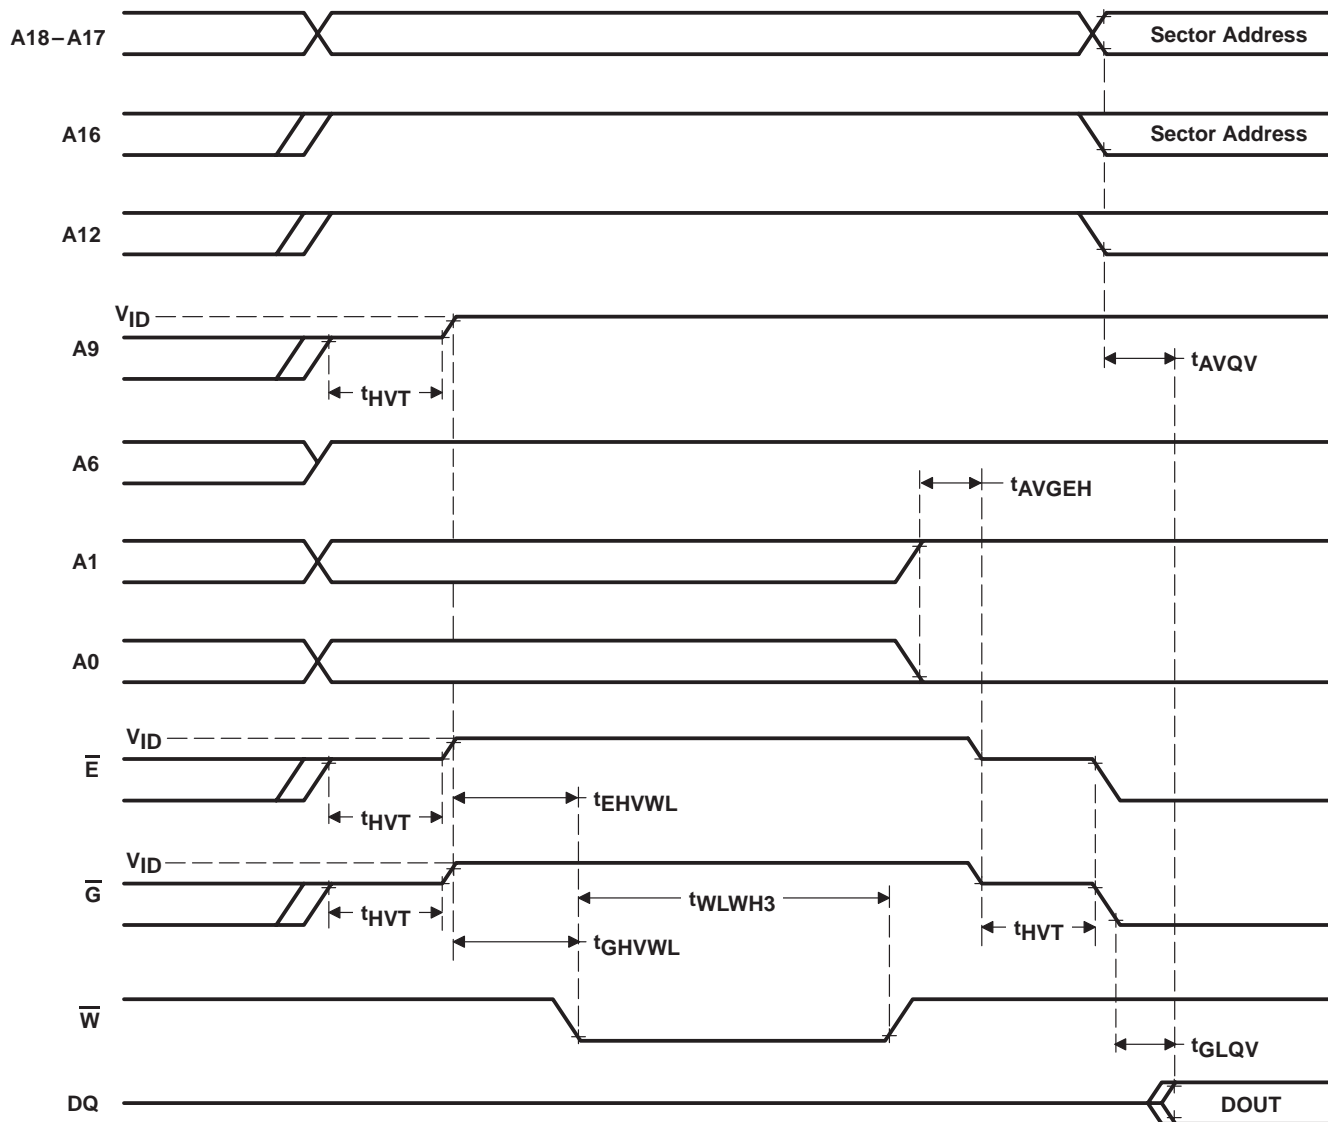 A18–A17
Sector Address
A16
Sector Address
A12
VID
A9
tAVQV
tHVT
A6
tAVGEH
A1
A0
VID
E
tEHVWL
tHVT
VID
G
tWLWH3
tHVT
tHVT
tGHVWL
W
tGLQV
DQ
DOUT